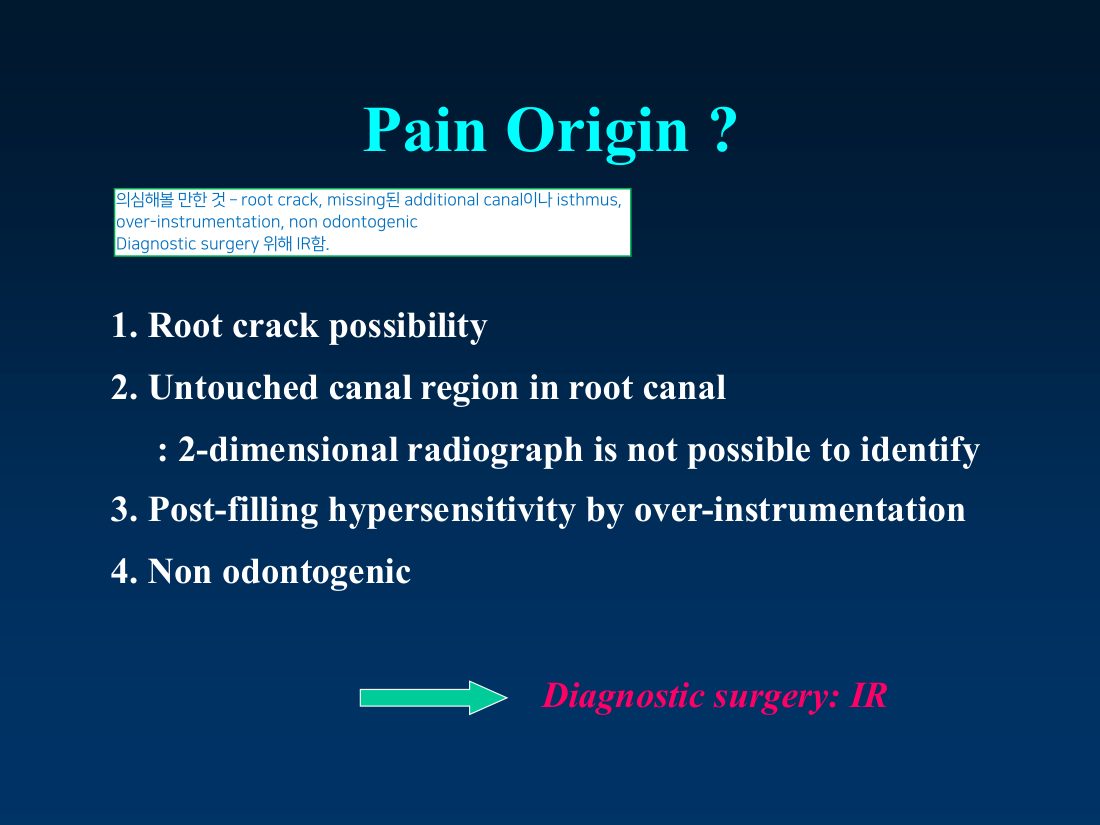 Pain Origin ?
의심해볼 만한 것 – root crack, missing된 additional canal이나 isthmus,
over-instrumentation, non odontogenic
Diagnostic surgery 위해 IR함.
1. Root crack possibility
2. Untouched canal region in root canal
: 2-dimensional radiograph is not possible to identify
3. Post-filling hypersensitivity by over-instrumentation
4. Non odontogenic
Diagnostic surgery: IR